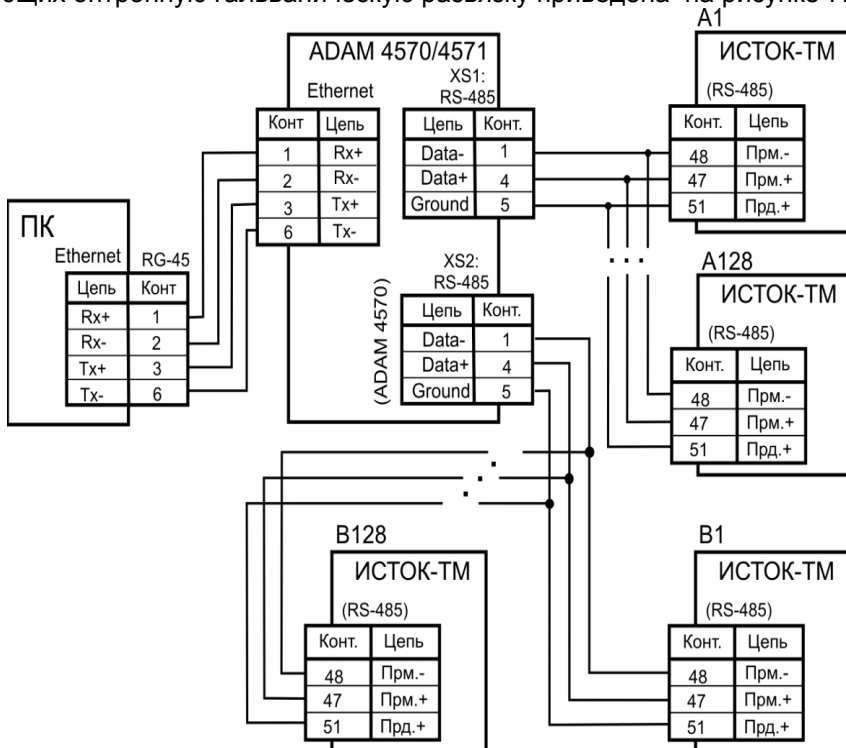 оптронную гальваническую развязку приведена на рисунке
A1
ADAM 4570/4571
ИСТОК-ТМ
Ethernet
XS1:
RS-485
(RS-485)
Конт Цепь
Цепь Конт.
Конт. Цепь
1 Rx+
Data- 1
48 Прм.-
2 Rx-
Data+ 4
47 Прм.+
3 Tx+
Ground 5
51 Прд.+
6 Tx-
ПК
Ethernet
RG-45
XS2:
RS-485
A128
ИСТОК-ТМ
Цепь Конт
(ADAM 4570)
Цепь Конт.
(RS-485)
Rx+ 1
Data- 1
Конт. Цепь
Rx- 2
Data+ 4
48 Прм.-
Tx+ 3
Ground 5
47 Прм.+
Tx- 6
51 Прд.+
B128
ИСТОК-ТМ
(RS-485)
Конт. Цепь
48 Прм.-
47 Прм.+
51 Прд.+
B1
ИСТОК-ТМ
(RS-485)
Конт. Цепь
48 Прм.-
47 Прм.+
51 Прд.+